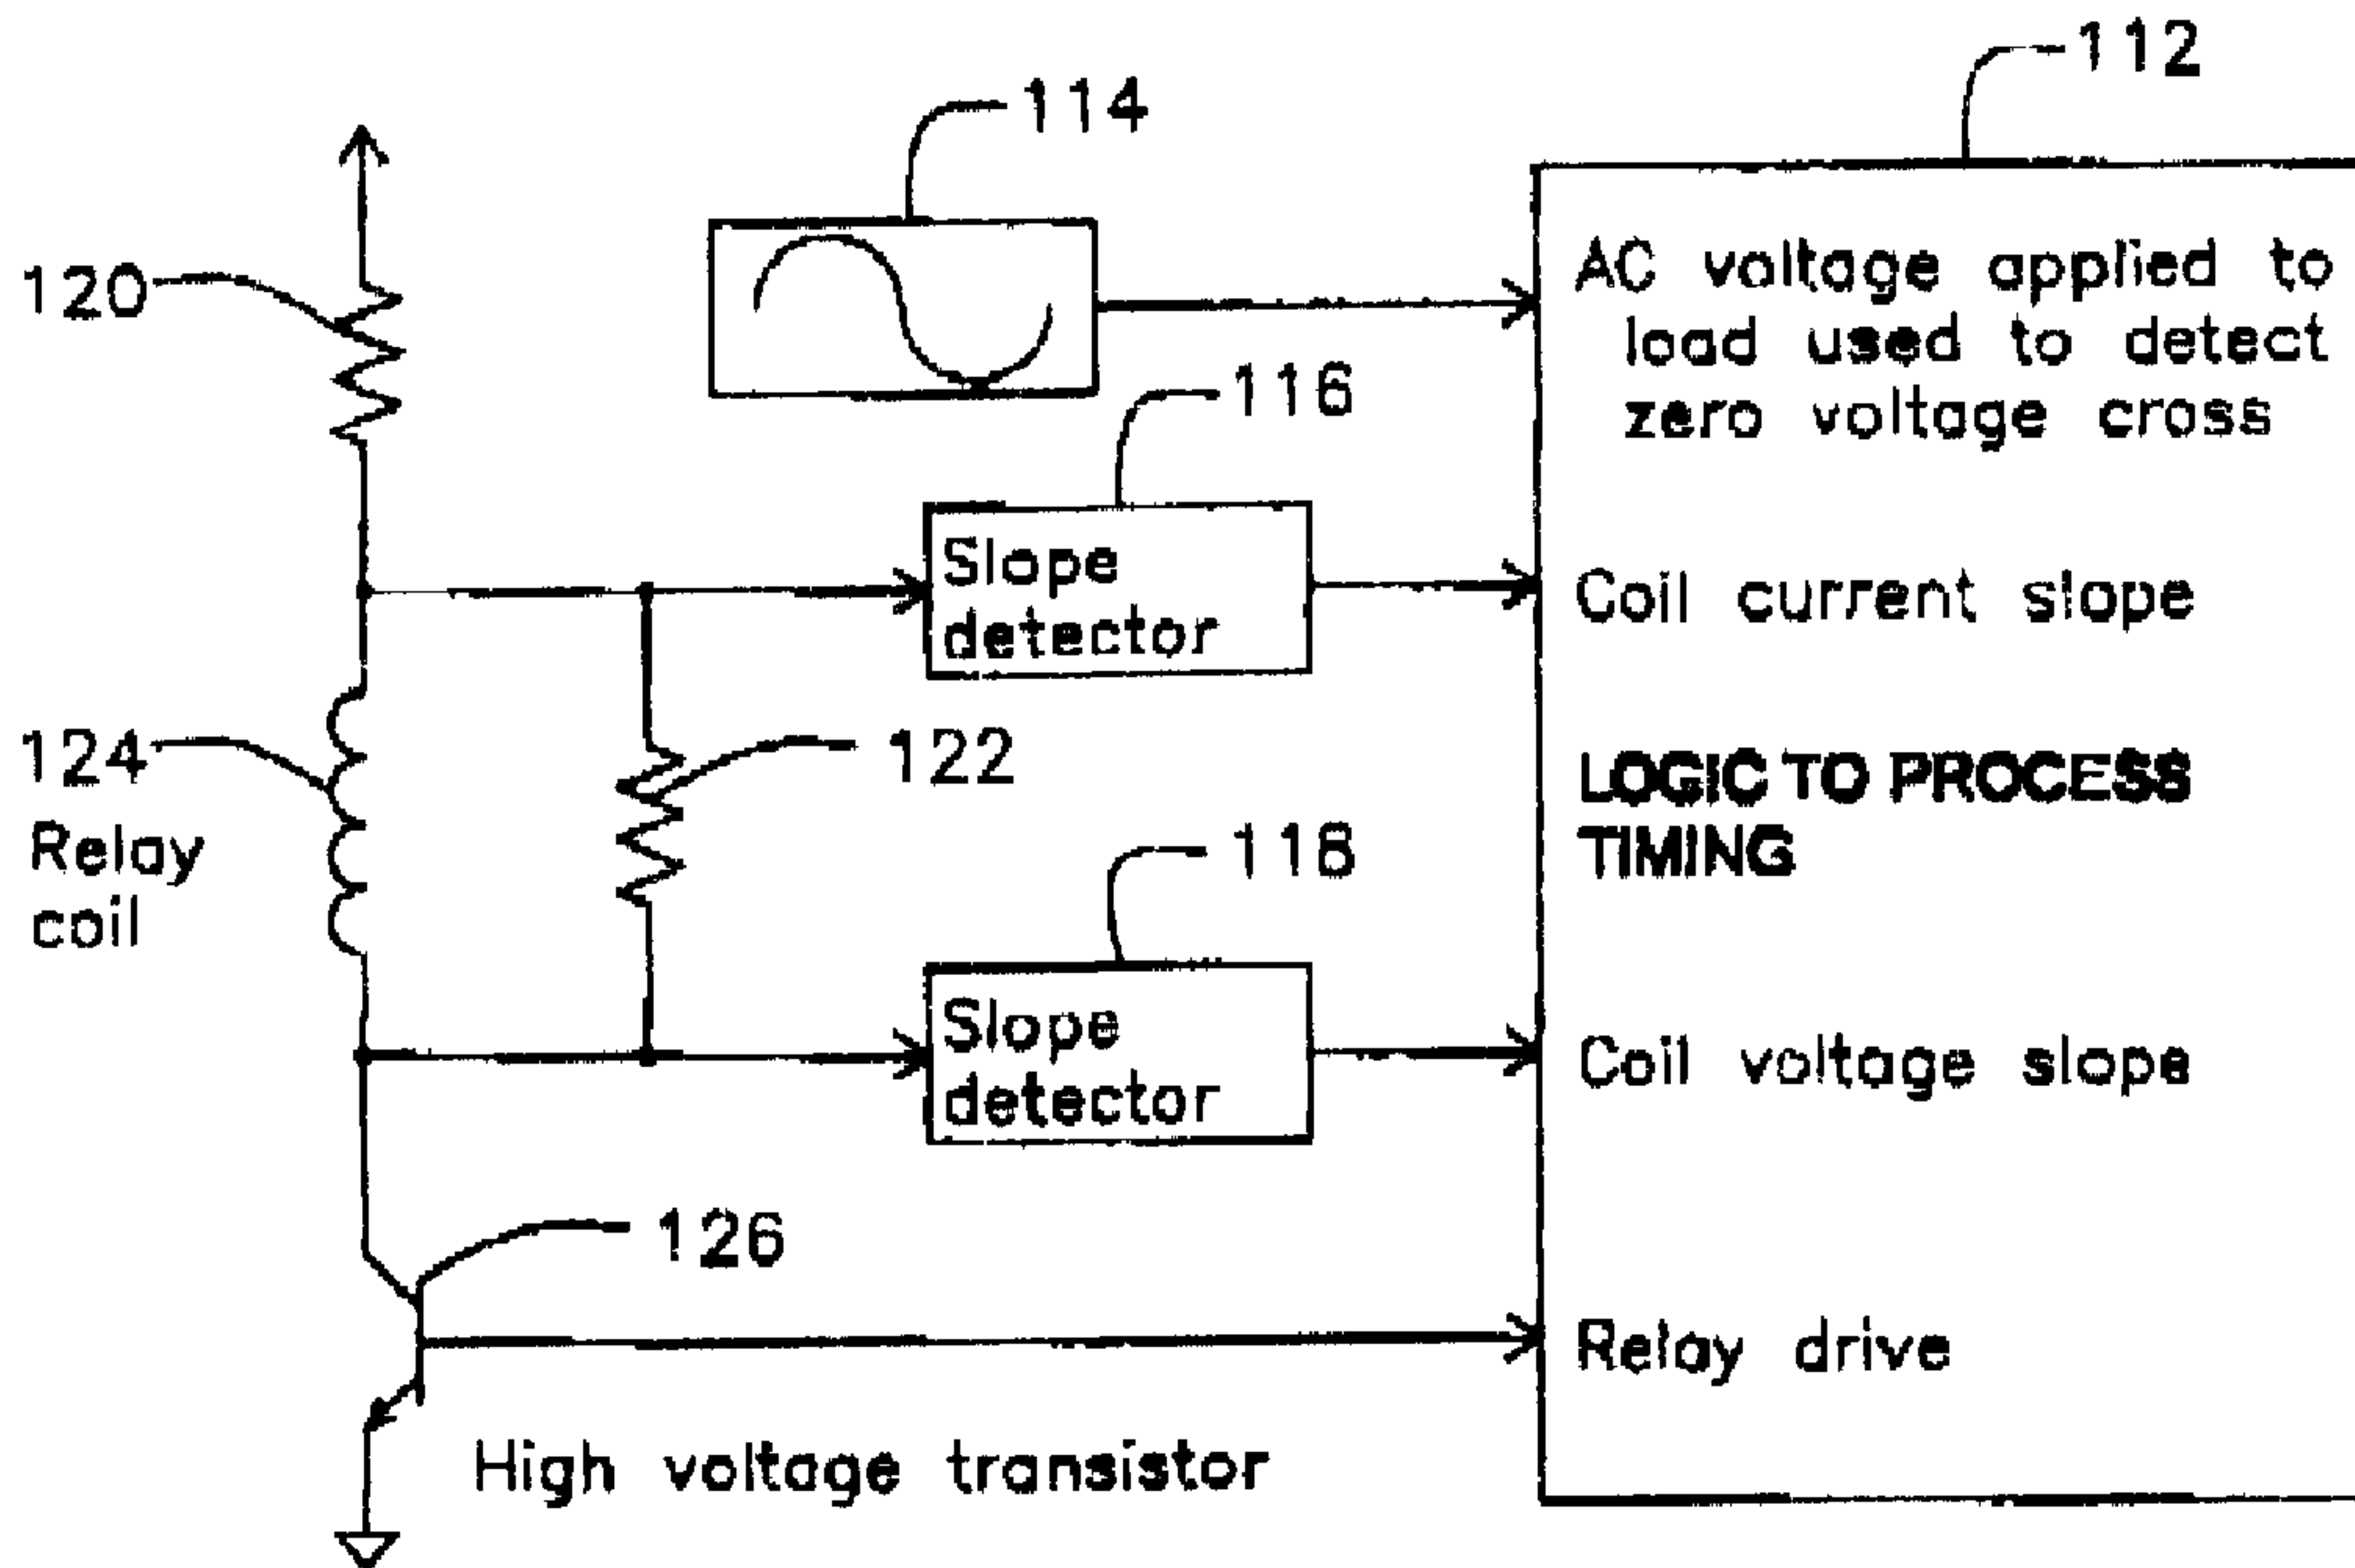 112
114
120
AC voltage applied to
load used to detect
zero voltage cross
116
Slope
detector
Coil current slope
124
Relay
coil
122
LOGIC TO PROCESS
TIMING
118
Slope
detector
Coil voltage slope
126
Relay drive
High voltage transistor